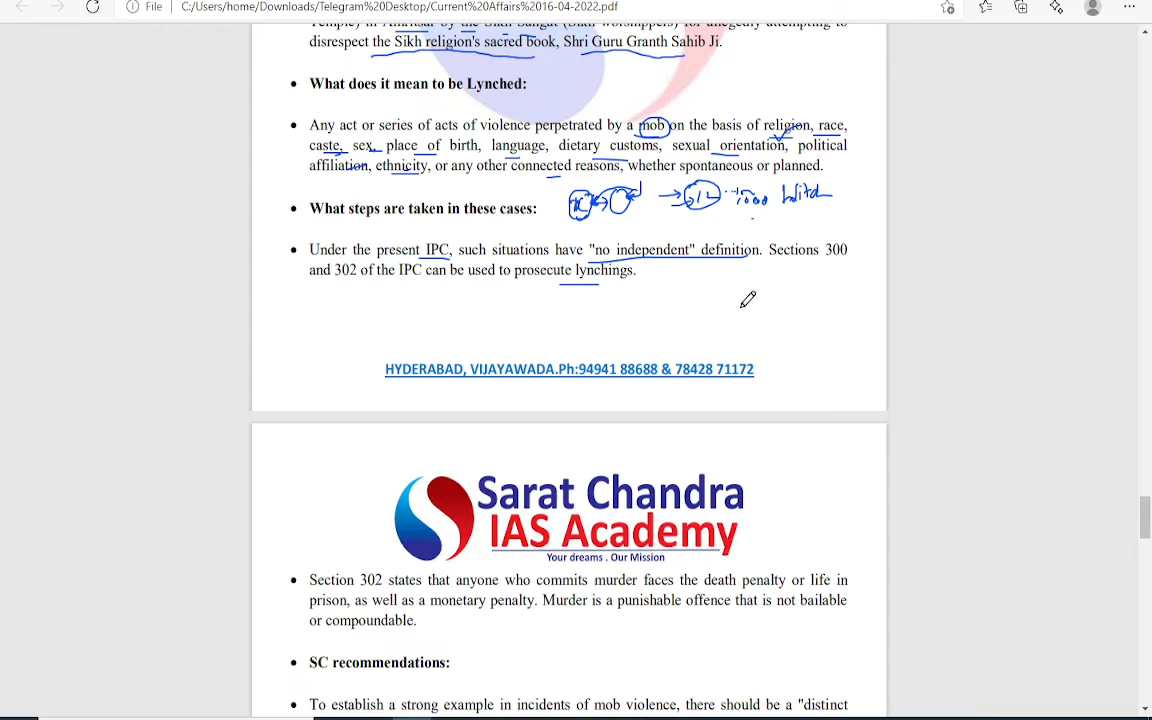 File
C:/Users/home/Downloads/Telegram%20Desktop/Current%20Affairs%2016-04-2022.pdf
disrespect the Sikh religion's sacred book, Shri Guru Granth Sahib Ji.
• What does it mean to be Lynched:
• Any act or series of acts of violence perpetrated by a mob on the basis of religion, race,
caste, sex, place of birth, language, dietary customs, sexual orientation, political
affiliation, ethnicity, or any other connected reasons, whether spontaneous or planned.
• What steps are taken in these cases:
• Under the present IPC, such situations have "no independent" definition. Sections 300
and 302 of the IPC can be used to prosecute lynchings.
HYDERABAD, VIJAYAWADA.Ph:94941 88688 & 78428 71172
Sarat Chandra
IAS Academy
Your dreams . Our Mission
• Section 302 states that anyone who commits murder faces the death penalty or life in
prison, as well as a monetary penalty. Murder is a punishable offence that is not bailable
or compoundable.
• SC recommendations:
• To establish a strong example in incidents of mob violence, there should be a "distinct